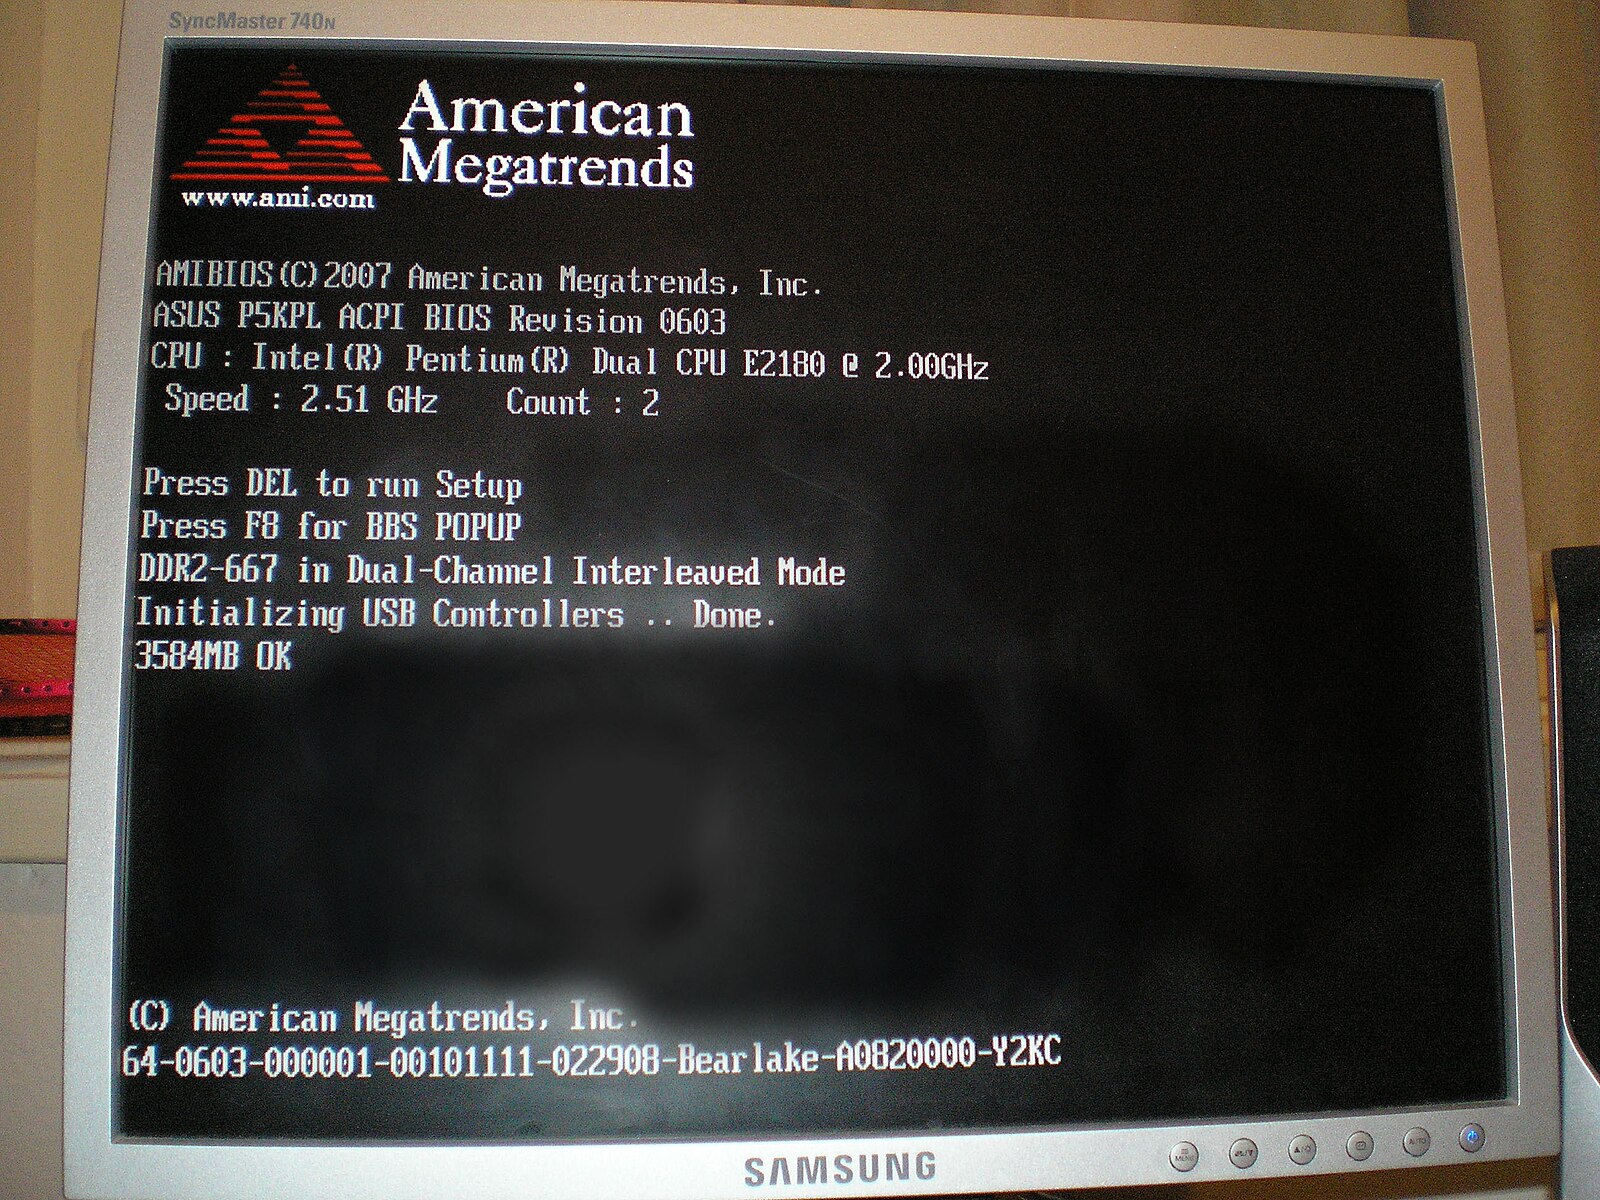 SyncMaster 740N
American
Megatrends
www.ami.com
AMIBIOS(C)2007 American Megatrends, Inc.
ASUS P5KPL ACPI BIOS Revision 0603
CPU : Intel(R) Pentium(R) Dual CPU E2180 @ 2.00GHz
Speed : 2.51 GHz Count : 2
Press DEL to run Setup
Press F8 for BBS POPUP
DDR2-667 in Dual-Channel Interleaved Mode
Initializing USB Controllers .. Done.
3584MB OK
(C) American Megatrends, Inc.
64-0603-000001-00101111-022908-Bearlake-A0820000-Y2KC
SAMSUNG
MENU
AUTO